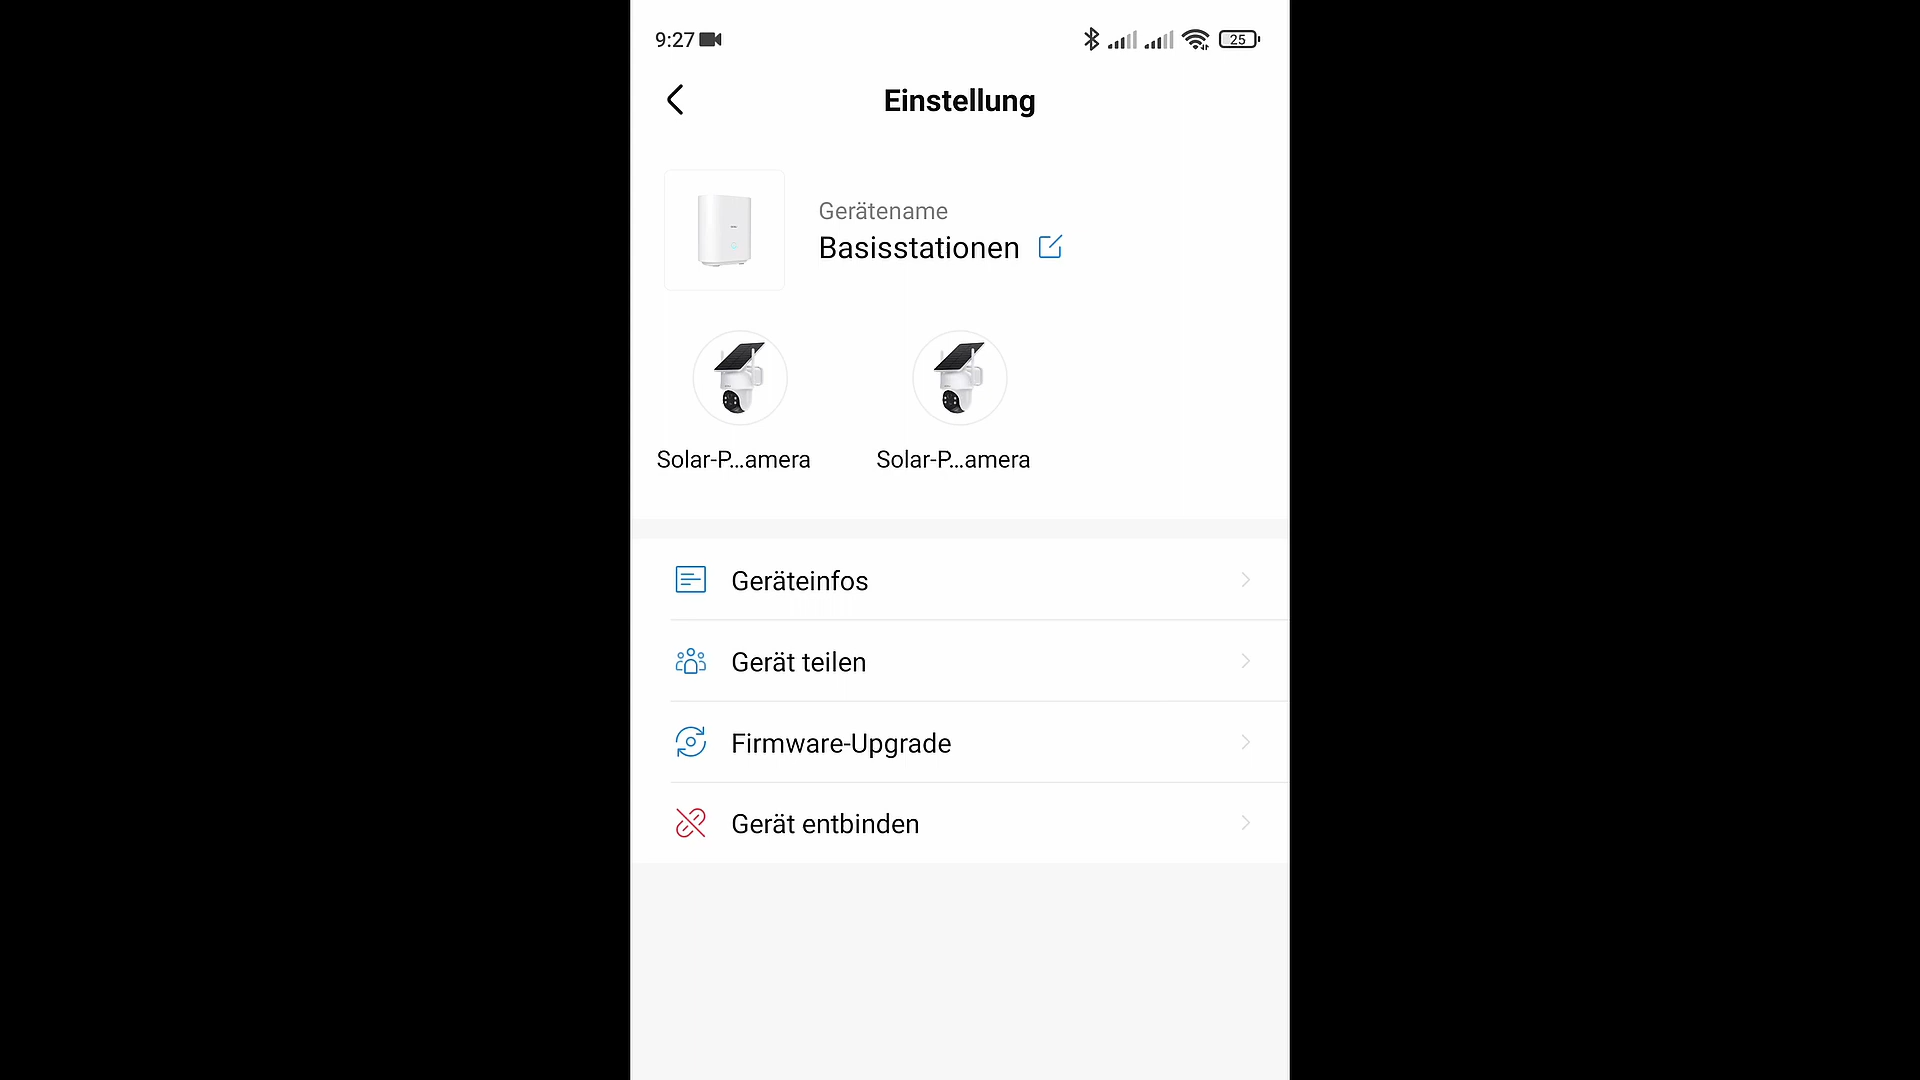 9:27
25
Einstellung
Gerätename
Basisstationen
Solar-P...amera
Solar-P...amera
Geräteinfos
Gerät teilen
Firmware-Upgrade
Gerät entbinden